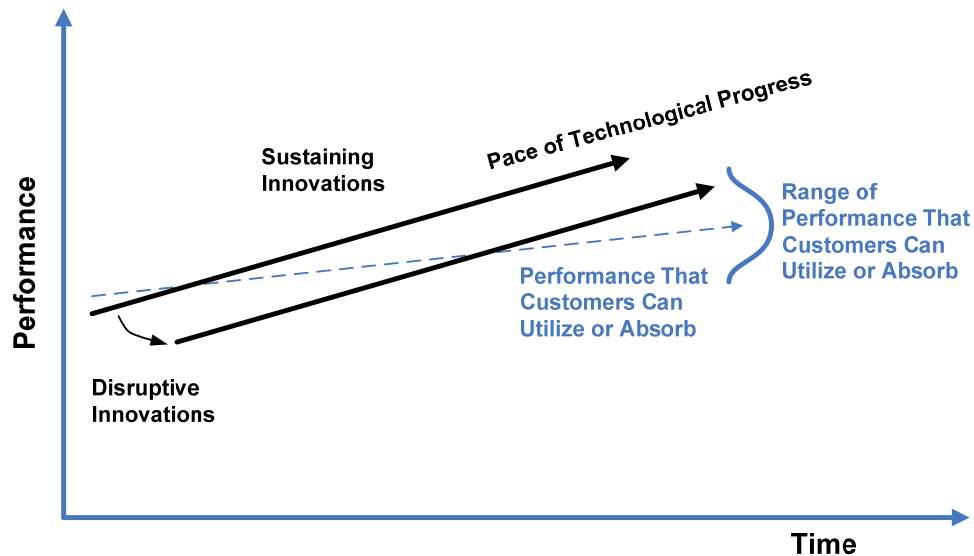 Pace of Technological Progress
Sustaining
Innovations
Range of
Performance That
Customers Can
Utilize or Absorb
Performance
Performance That
Customers Can
Utilize or Absorb
Disruptive
Innovations
Time